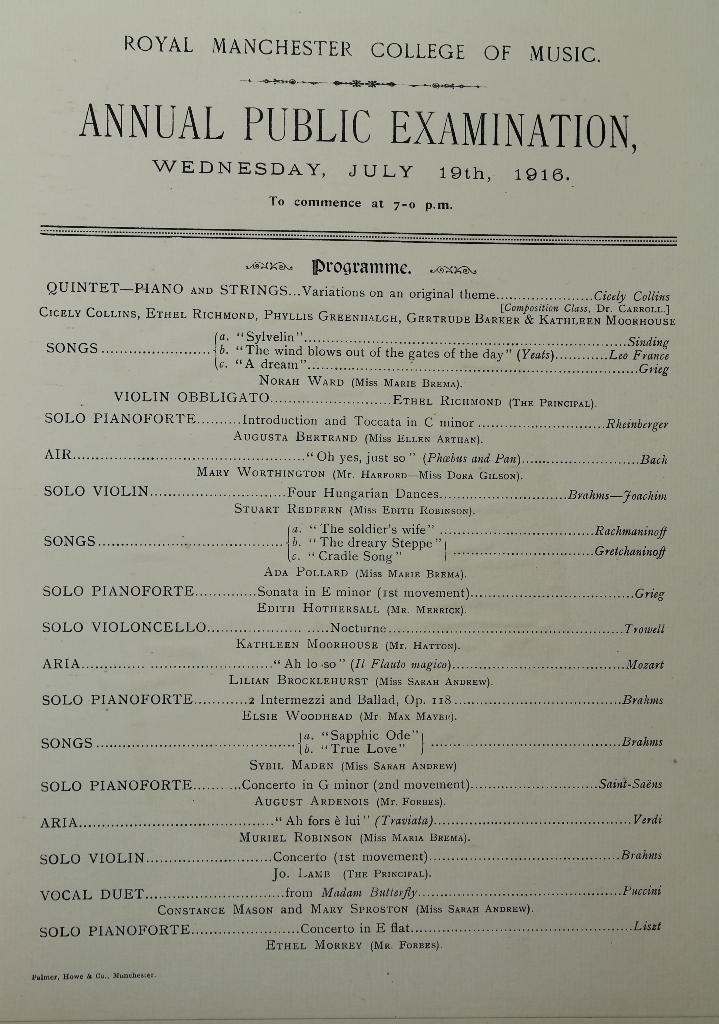 ROYAL MANCHESTER COLLEGE OF MUSIC.
ANNUAL PUBLIC EXAMINATION,
WEDNESDAY, JULY 19th, 1916.
To commence at 7-0 p.m.
Programme.
QUINTET—PIANO AND STRINGS...Variations on an original theme......................Cicely Collins
[Composition Class, Dr. CARROLL.]
CICELY COLLINS, ETHEL RICHMOND, PHYLLIS GREENHALGH, GERTRUDE BARKER & KATHLEEN MOORHOUSE
a. "Sylvelin"..................................................Sinding
SONGS......................b. "The wind blows out of the gates of the day" (Yeats)............Leo France
c. "A dream"..................................................Grieg
NORAH WARD (MISS MARIE BREMA).
VIOLIN OBBLIGATO............................ETHEL RICHMOND (THE PRINCIPAL).
SOLO PIANOFORTE..........Introduction and Toccata in C minor............................Rheinberger
AUGUSTA BERTRAND (MISS ELLEN ARTHAN).
AIR..................................................."Oh yes, just so" (Phœbus and Pan)..........................Bach
MARY WORTHINGTON (MR. HARFORD—MISS DORA GILSON).
SOLO VIOLIN..............................Four Hungarian Dances............................Brahms—Joachim
STUART REDFERN (MISS EDITH ROBINSON).
a. "The soldier's wife"..................................Rachmaninoff
SONGS.........................................b. "The dreary Steppe"
c. "Cradle Song"...............................Gretchaninoff
ADA POLLARD (MISS MARIE BREMA).
SOLO PIANOFORTE.............Sonata in E minor (1st movement)....................................Grieg
EDITH HOTHERSALL (MR. MERRICK).
SOLO VIOLONCELLO..........................Nocturne....................................................Trowell
KATHLEEN MOORHOUSE (MR. HATTON).
ARIA.........................................."Ah lo so" (Il Flauto magico)......................................Mozart
LILIAN BROCKLEHURST (MISS SARAH ANDREW).
SOLO PIANOFORTE............2 Intermezzi and Ballad, Op. 118.....................................Brahms
ELSIE WOODHEAD (MR. MAX MAYER).
a. "Sapphic Ode"
SONGS.............................................b. "True Love"..........................................Brahms
SYBIL MADEN (MISS SARAH ANDREW)
SOLO PIANOFORTE...........Concerto in G minor (2nd movement)............................Saint-Saëns
AUGUST ARDENOIS (MR. FORBES).
ARIA..........................................."Ah fors è lui" (Traviata)............................................Verdi
MURIEL ROBINSON (MISS MARIA BREMA).
SOLO VIOLIN............................Concerto (1st movement)..........................................Brahms
JO. LAMB (THE PRINCIPAL).
VOCAL DUET..............................from Madam Butterfly............................................Puccini
CONSTANCE MASON and MARY SPROSTON (MISS SARAH ANDREW).
SOLO PIANOFORTE........................Concerto in E flat...............................................Liszt
ETHEL MORREY (MR. FORBES).
Palmer, Howe & Co., Manchester.